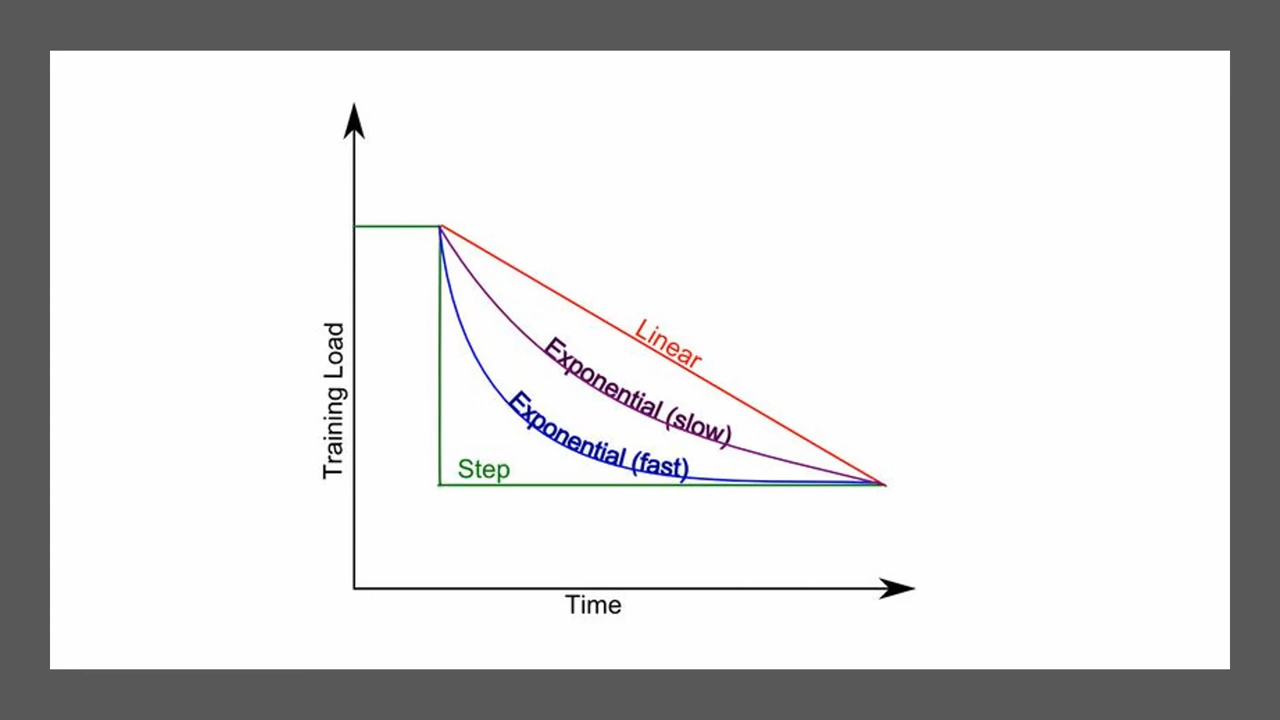 Training Load
Linear
Exponential (slow)
Exponential (fast)
Step
Time